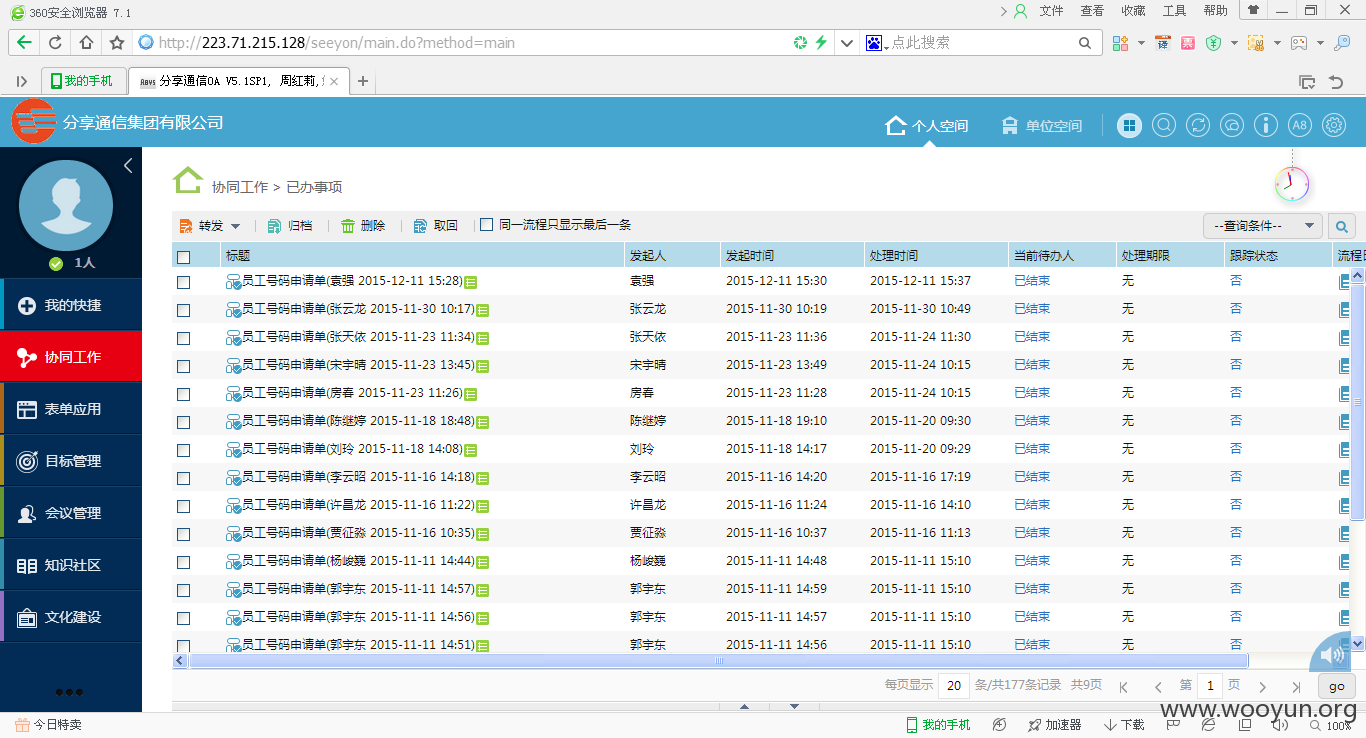 360安全浏览器 7.1 文件 查看 收藏 工具 帮助
http://223.71.215.128/seeyon/main.do?method=main 点此搜索
我的手机 A8V5 分享通信OA V5.1SP1, 周红莉,
分享通信集团有限公司 个人空间 单位空间 A8
协同工作 > 已办事项
转发 归档 删除 取回 同一流程只显示最后一条 --查询条件--
标题 发起人 发起时间 处理时间 当前待办人 处理期限 跟踪状态
员工号码申请单(袁强 2015-12-11 15:28) 袁强 2015-12-11 15:30 2015-12-11 15:37 已结束 无 否
员工号码申请单(张云龙 2015-11-30 10:17) 张云龙 2015-11-30 10:19 2015-11-30 10:49 已结束 无 否
员工号码申请单(张天依 2015-11-23 11:34) 张天依 2015-11-23 11:36 2015-11-24 11:30 已结束 无 否
员工号码申请单(宋宇晴 2015-11-23 13:45) 宋宇晴 2015-11-23 13:49 2015-11-24 10:15 已结束 无 否
员工号码申请单(房春 2015-11-23 11:26) 房春 2015-11-23 11:28 2015-11-24 10:15 已结束 无 否
员工号码申请单(陈继婷 2015-11-18 18:48) 陈继婷 2015-11-18 19:10 2015-11-20 09:30 已结束 无 否
员工号码申请单(刘玲 2015-11-18 14:08) 刘玲 2015-11-18 14:17 2015-11-20 09:29 已结束 无 否
员工号码申请单(李云昭 2015-11-16 14:18) 李云昭 2015-11-16 14:20 2015-11-16 17:19 已结束 无 否
员工号码申请单(许昌龙 2015-11-16 11:22) 许昌龙 2015-11-16 11:24 2015-11-16 14:10 已结束 无 否
员工号码申请单(贾征淼 2015-11-16 10:35) 贾征淼 2015-11-16 10:37 2015-11-16 11:13 已结束 无 否
员工号码申请单(杨峻巍 2015-11-11 14:44) 杨峻巍 2015-11-11 14:48 2015-11-11 15:10 已结束 无 否
员工号码申请单(郭宇东 2015-11-11 14:57) 郭宇东 2015-11-11 14:59 2015-11-11 15:10 已结束 无 否
员工号码申请单(郭宇东 2015-11-11 14:56) 郭宇东 2015-11-11 14:57 2015-11-11 15:10 已结束 无 否
员工号码申请单(郭宇东 2015-11-11 14:51) 郭宇东 2015-11-11 14:56 2015-11-11 15:10 已结束 无 否
1人
我的快捷
协同工作
表单应用
目标管理
会议管理
知识社区
文化建设
每页显示 20 条/共177条记录 共9页 第 1 页 go
www.wooyun.org
今日特卖 我的手机 加速器 下载 100%